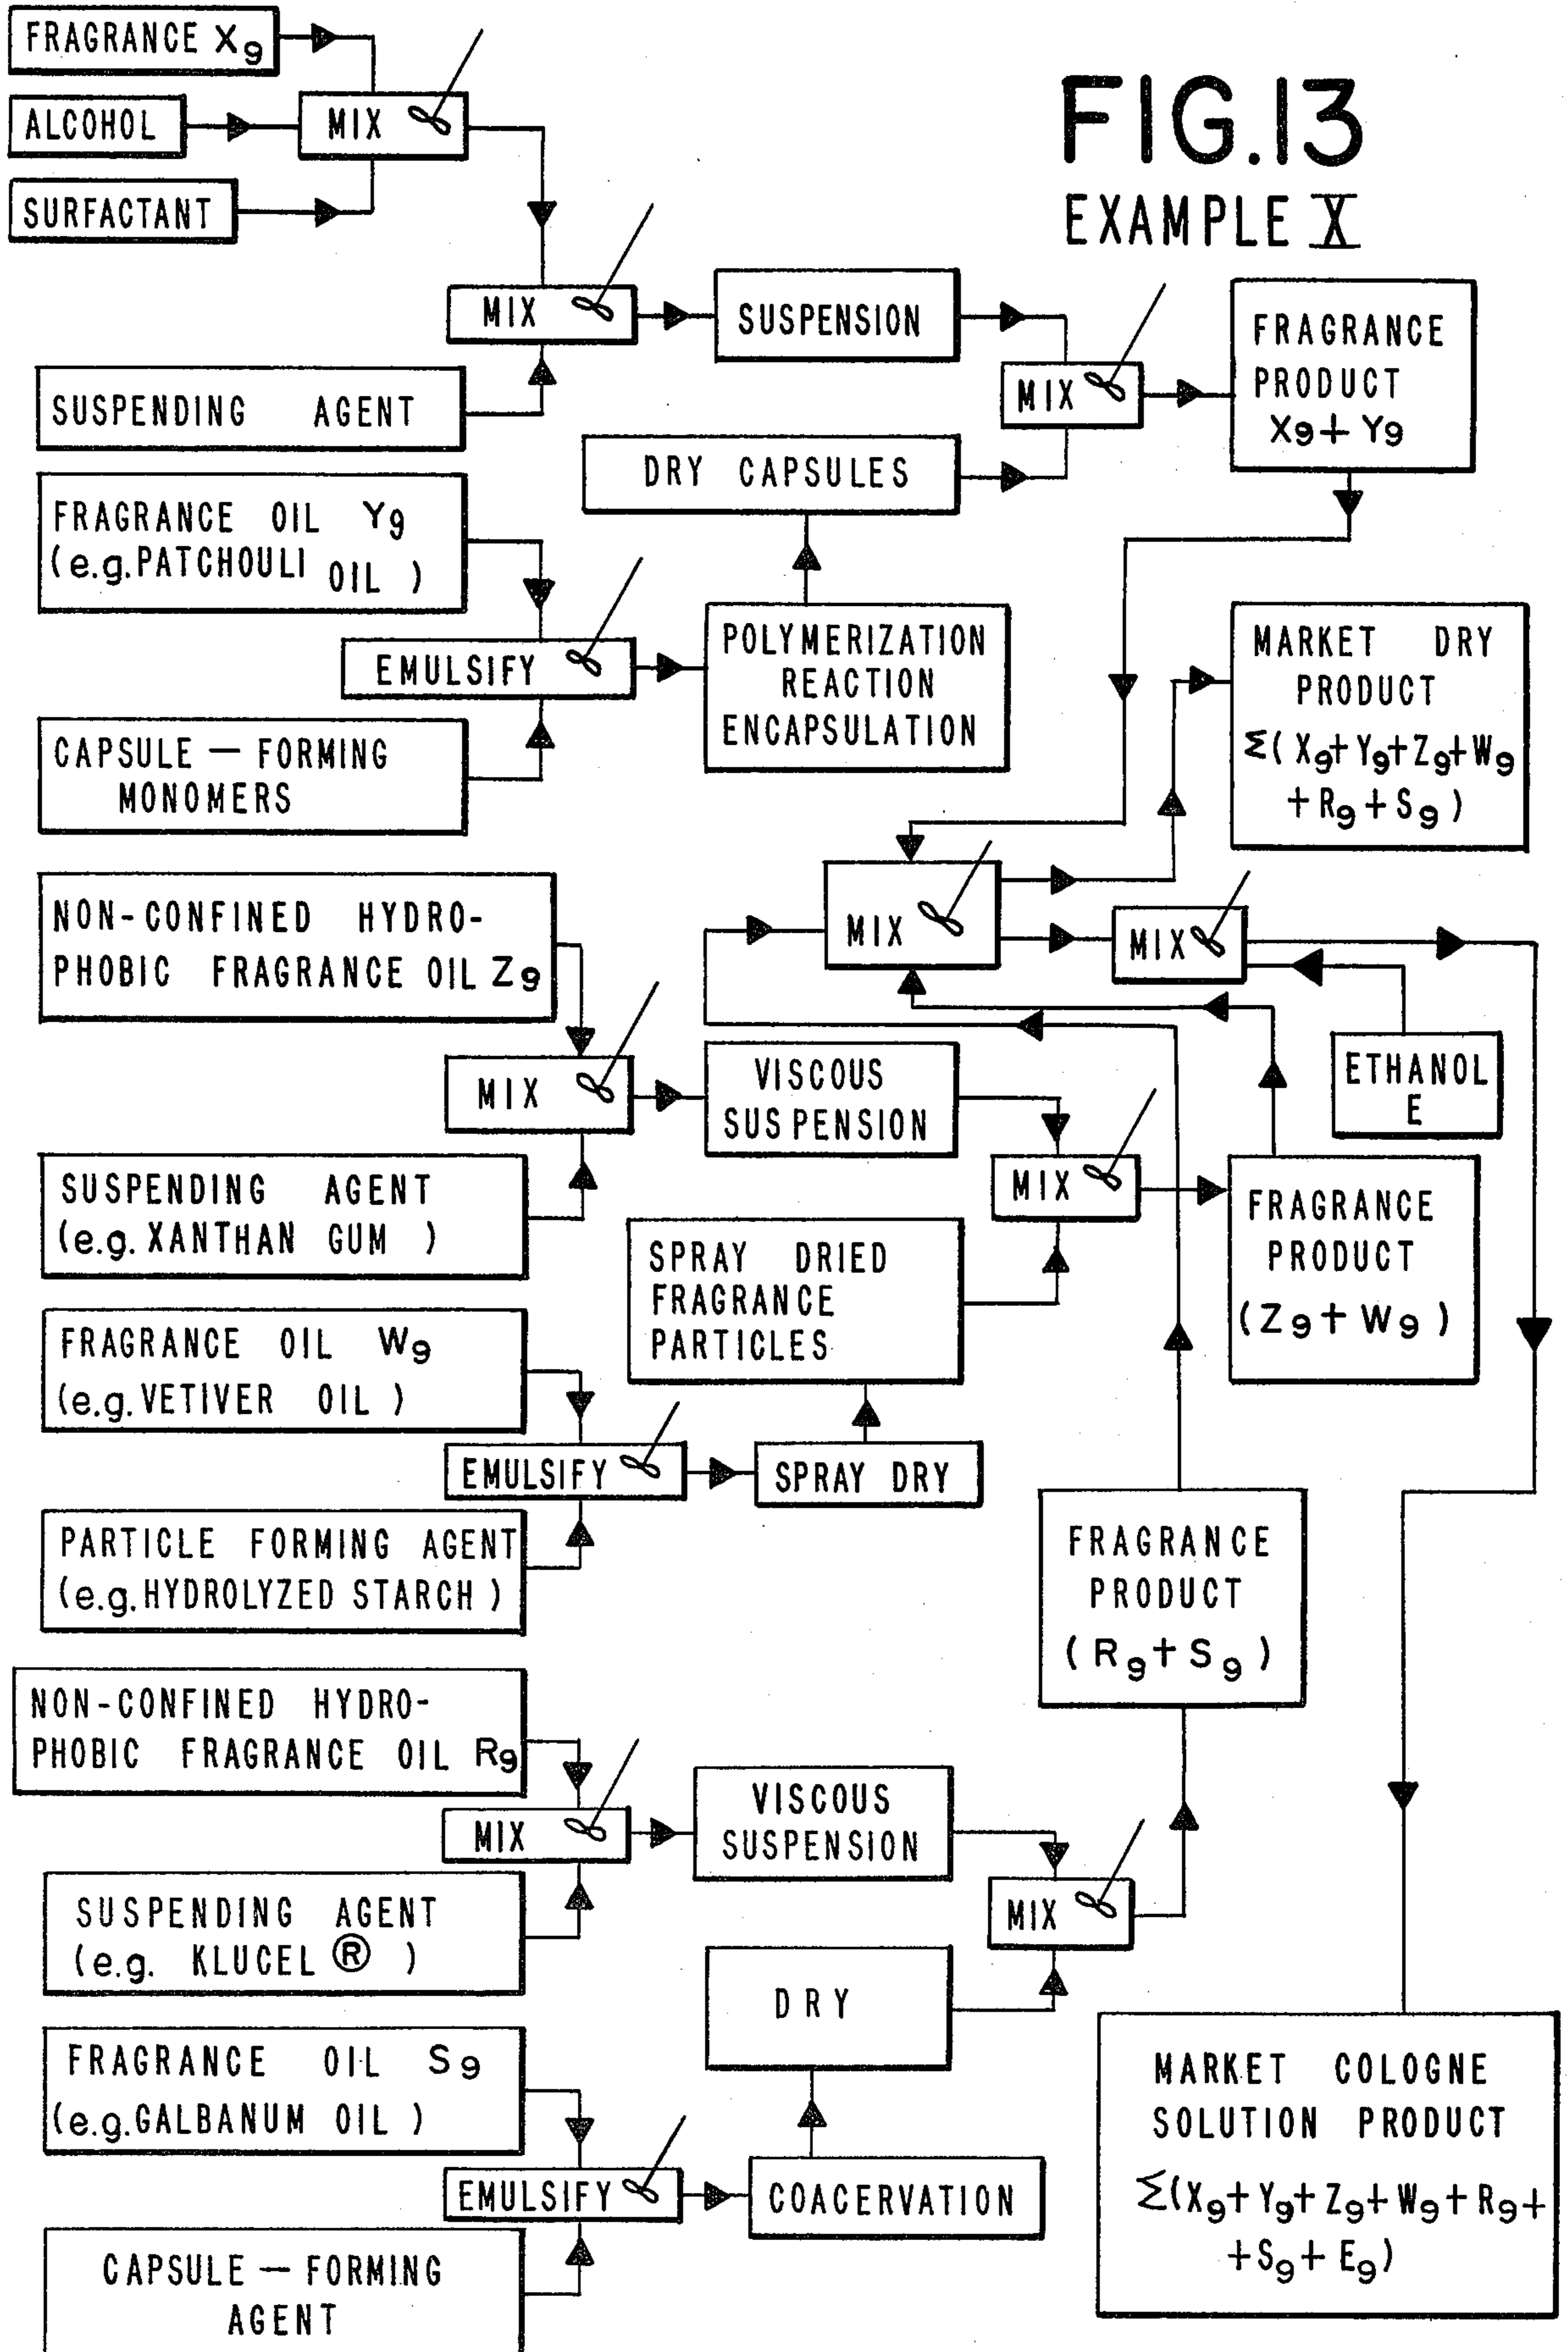 FIG.13
EXAMPLE X
FRAGRANCE X9
ALCOHOL
SURFACTANT
MIX
MIX
SUSPENDING AGENT
SUSPENSION
MIX
FRAGRANCE
PRODUCT
X9+Y9
DRY CAPSULES
FRAGRANCE OIL Y9
(e.g. PATCHOULI OIL )
EMULSIFY
CAPSULE — FORMING
MONOMERS
POLYMERIZATION
REACTION
ENCAPSULATION
MARKET DRY
PRODUCT
Σ( X9+Y9+Z9+W9
+R9+S9 )
MIX
MIX
ETHANOL
E
NON-CONFINED HYDRO-
PHOBIC FRAGRANCE OIL Z9
MIX
SUSPENDING AGENT
(e.g. XANTHAN GUM )
VISCOUS
SUSPENSION
MIX
FRAGRANCE
PRODUCT
(Z9+W9)
SPRAY DRIED
FRAGRANCE
PARTICLES
FRAGRANCE OIL W9
(e.g. VETIVER OIL )
EMULSIFY
SPRAY DRY
PARTICLE FORMING AGENT
(e.g. HYDROLYZED STARCH )
FRAGRANCE
PRODUCT
( R9+S9 )
NON-CONFINED HYDRO-
PHOBIC FRAGRANCE OIL R9
MIX
SUSPENDING AGENT
(e.g. KLUCEL ® )
VISCOUS
SUSPENSION
MIX
DRY
FRAGRANCE OIL S9
(e.g. GALBANUM OIL )
EMULSIFY
COACERVATION
CAPSULE — FORMING
AGENT
MARKET COLOGNE
SOLUTION PRODUCT
Σ(X9+Y9+Z9+W9+R9+
+S9+E9)